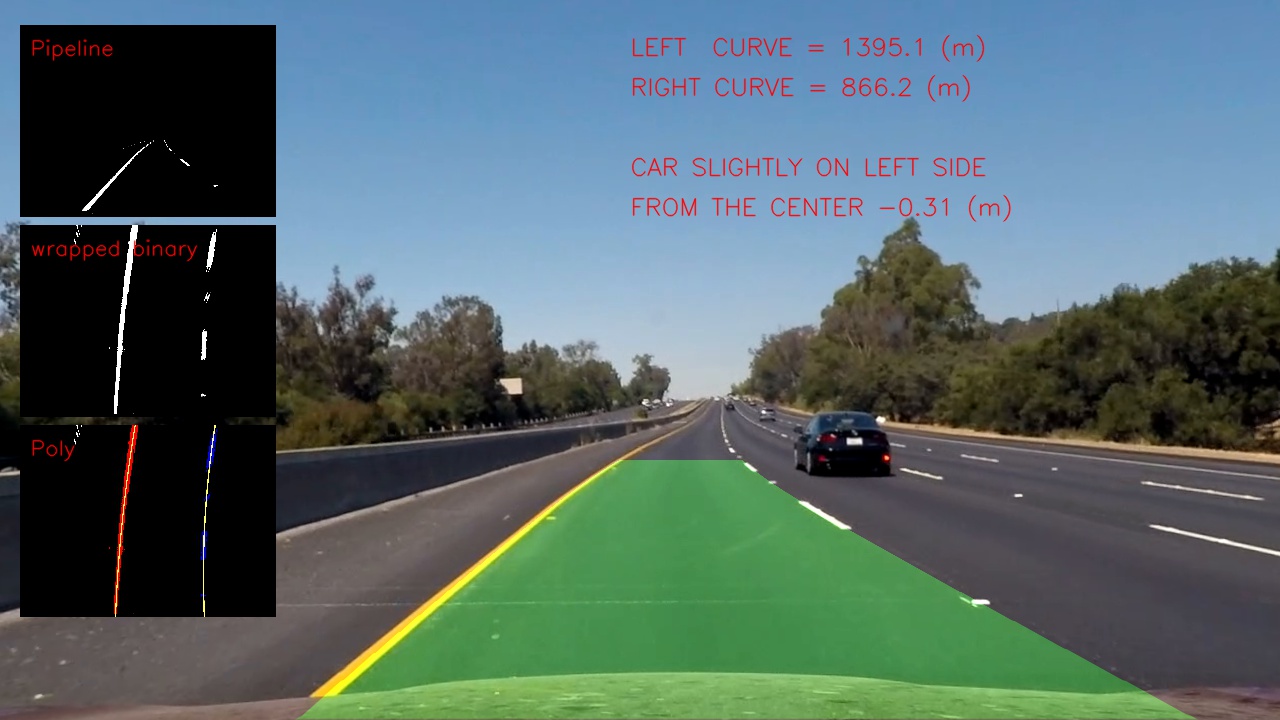 Pipeline
wrapped binary
Poly
LEFT CURVE = 1395.1 (m)
RIGHT CURVE = 866.2 (m)
CAR SLIGHTLY ON LEFT SIDE
FROM THE CENTER -0.31 (m)